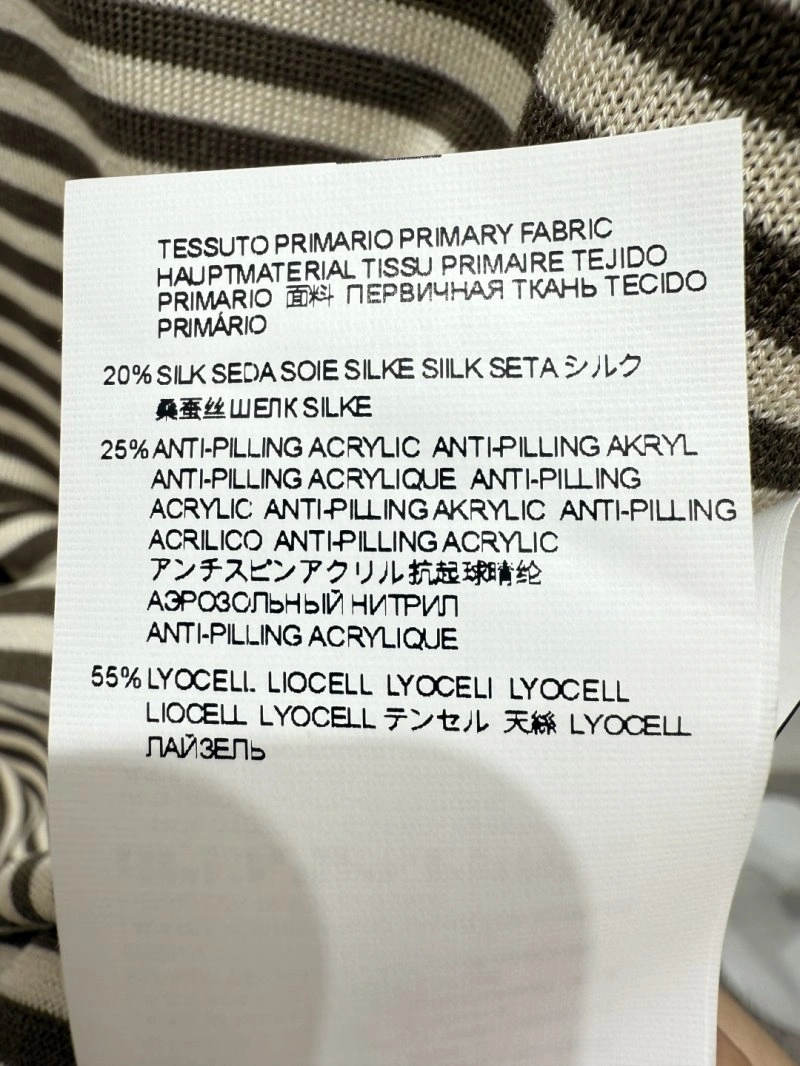 TESSUTO PRIMARIO PRIMARY FABRIC
HAUPTMATERIAL TISSU PRIMAIRE TEJIDO
PRIMARIO 面料 ПЕРВИЧНАЯ ТКАНЬ TECIDO
PRIMÁRIO
20% SILK SEDA SOIE SILKE SIILK SETA シルク
桑蚕丝 ШЕЛК SILKE
25% ANTI-PILLING ACRYLIC ANTI-PILLING AKRYL
ANTI-PILLING ACRYLIQUE ANTI-PILLING
ACRYLIC ANTI-PILLING AKRYLIC ANTI-PILLING
ACRILICO ANTI-PILLING ACRYLIC
アンチスピンアクリル 抗起球晴纶
АЭРОЗОЛЬНЫЙ НИТРИЛ
ANTI-PILLING ACRYLIQUE
55% LYOCELL LIOCELL LYOCELI LYOCELL
LIOCELL LYOCELL テンセル 天絲 LYOCELL
ЛАЙЗЕЛЬ